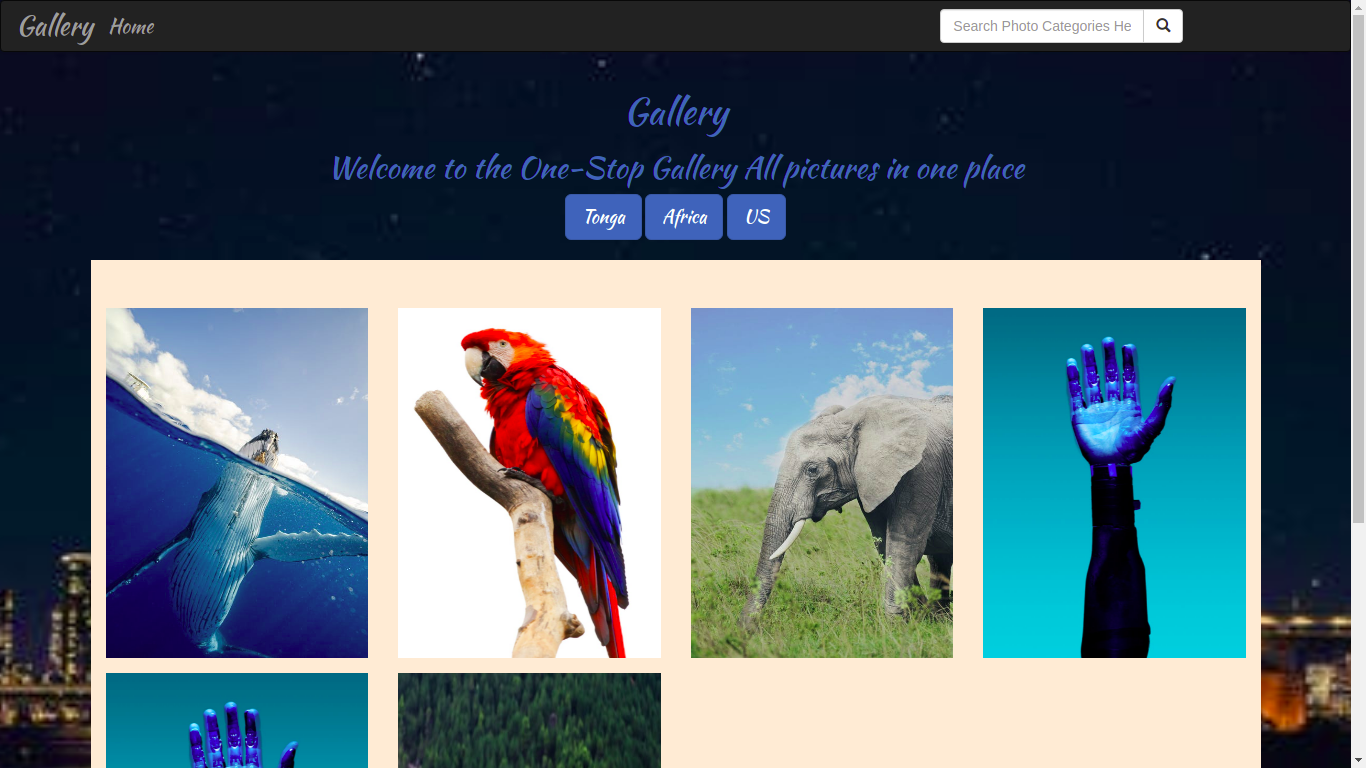 Gallery Home Search Photo Categories He
Gallery
Welcome to the One-Stop Gallery All pictures in one place
Tonga Africa US